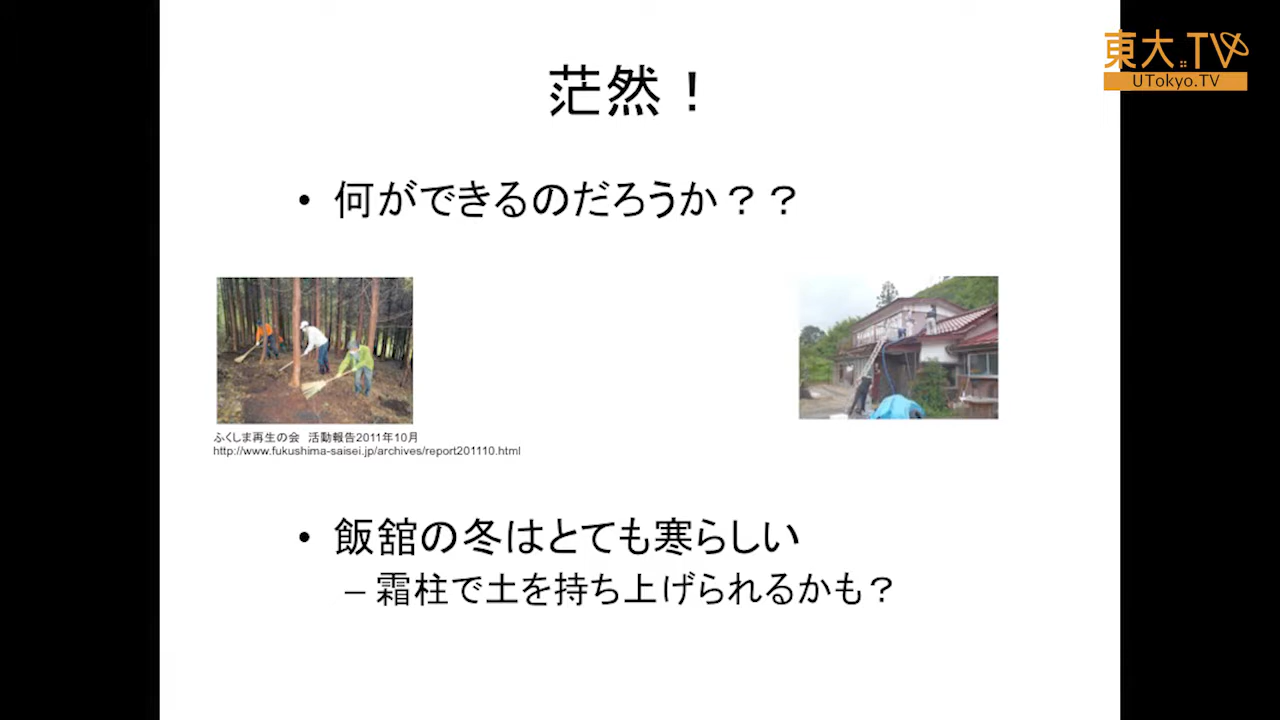 東大.TV
UTokyo.TV
茫然！
• 何ができるのだろうか？？
ふくしま再生の会 活動報告2011年10月
http://www.fukushima-saisei.jp/archives/report201110.html
• 飯舘の冬はとても寒らしい
– 霜柱で土を持ち上げられるかも？